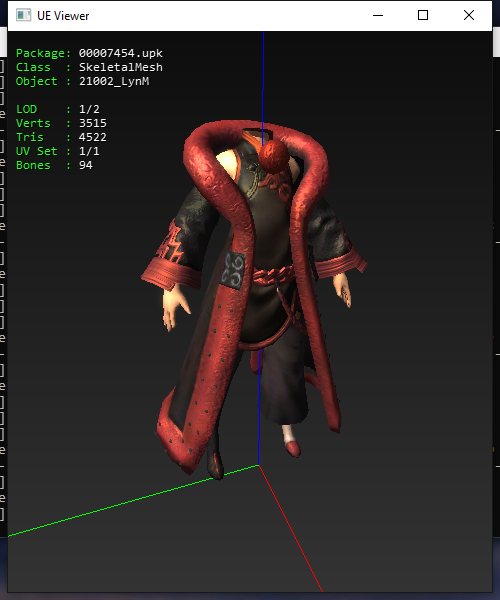 UE Viewer
Package: 00007454.upk
Class : SkeletalMesh
Object : 21002_LynM
LOD : 1/2
Verts : 3515
Tris : 4522
UV Set : 1/1
Bones : 94